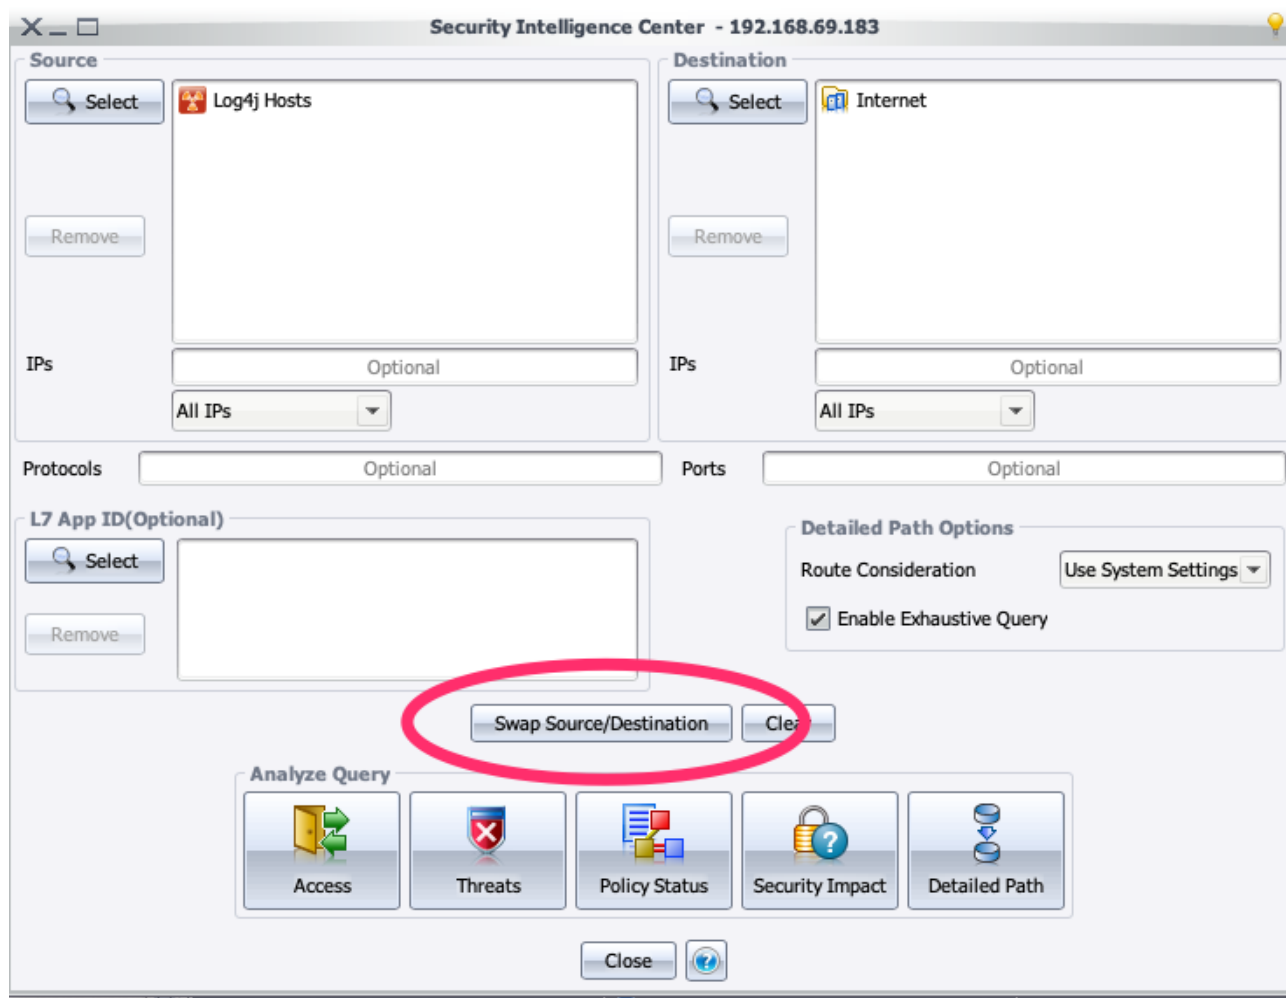 Security Intelligence Center - 192.168.69.183
Source
Select
Log4j Hosts
Remove
IPs
Optional
All IPs
Destination
Select
Internet
Remove
IPs
Optional
All IPs
Protocols
Optional
Ports
Optional
L7 App ID(Optional)
Select
Remove
Detailed Path Options
Route Consideration
Use System Settings
Enable Exhaustive Query
Swap Source/Destination
Clear
Analyze Query
Access
Threats
Policy Status
Security Impact
Detailed Path
Close